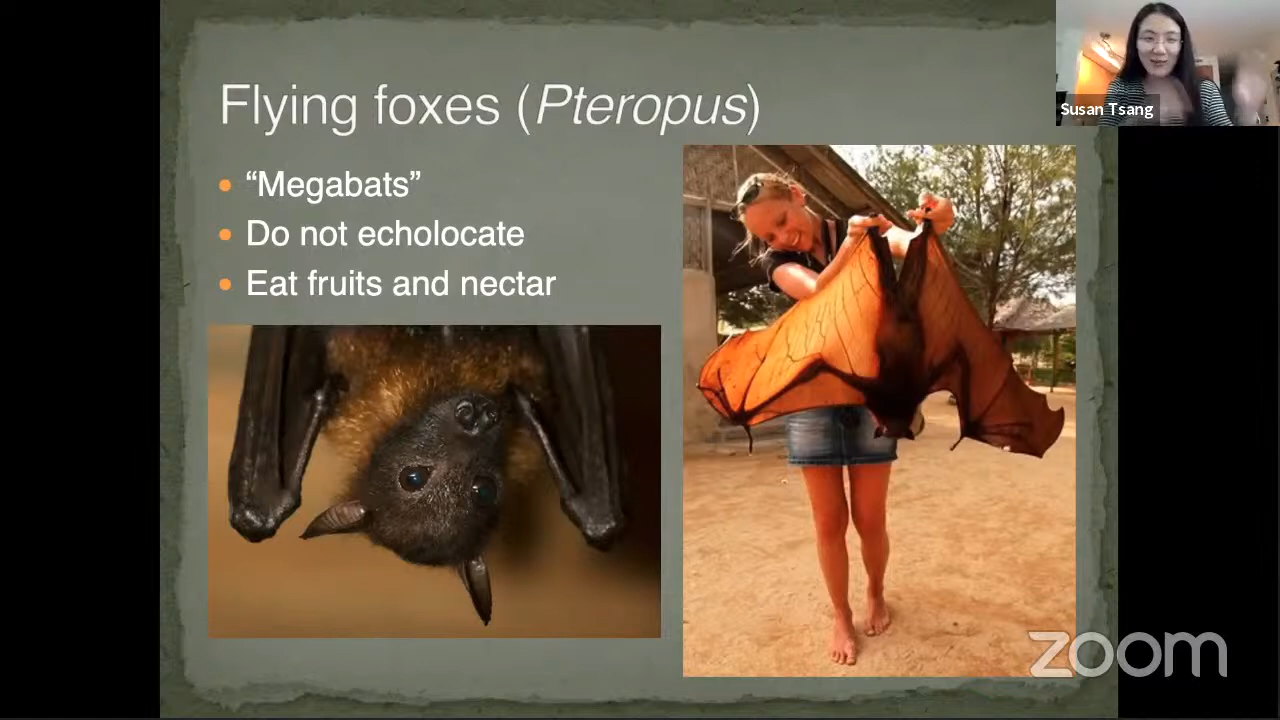 Flying foxes (Pteropus)
Susan Tsang
“Megabats”
Do not echolocate
Eat fruits and nectar
zoom